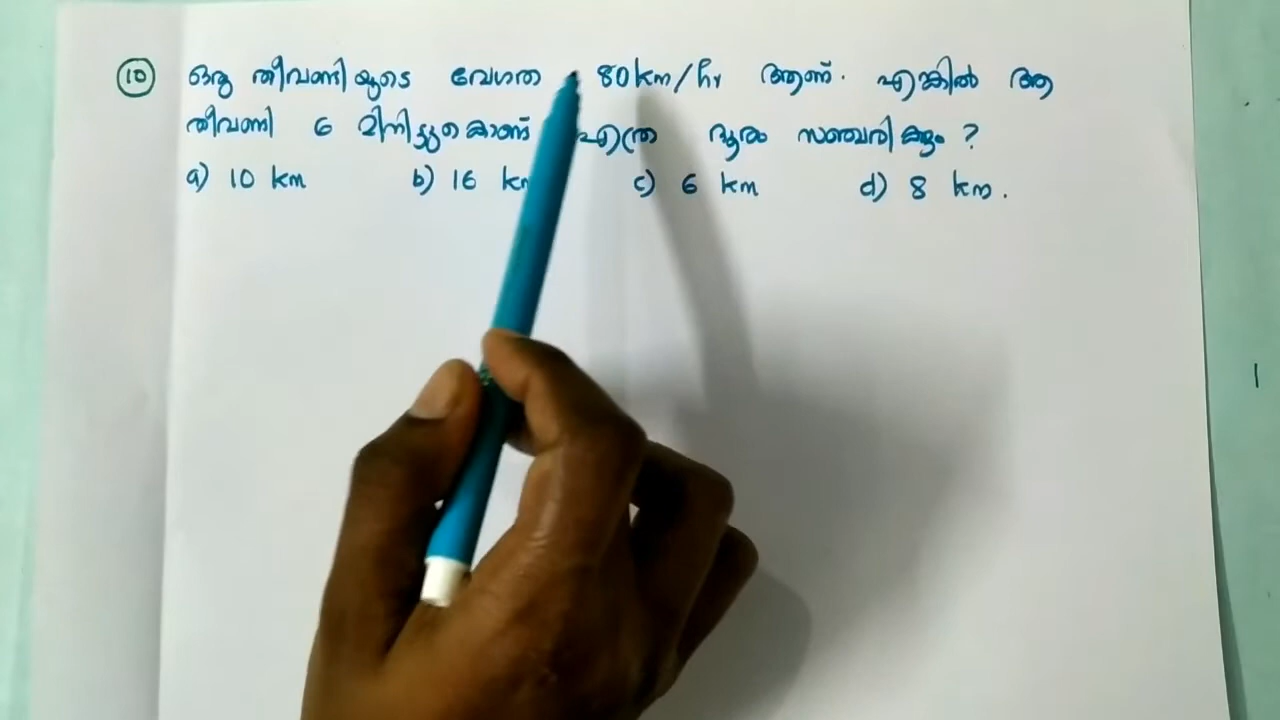 10 ഒരു തീവണ്ടിയുടെ വേഗത 80km/hr ആണ്. എങ്കിൽ ആ
തീവണ്ടി 6 മിനിട്ടുകൊണ്ട് എത്ര ദൂരം സഞ്ചരിക്കും ?
a) 10 km b) 16 km c) 6 km d) 8 km.